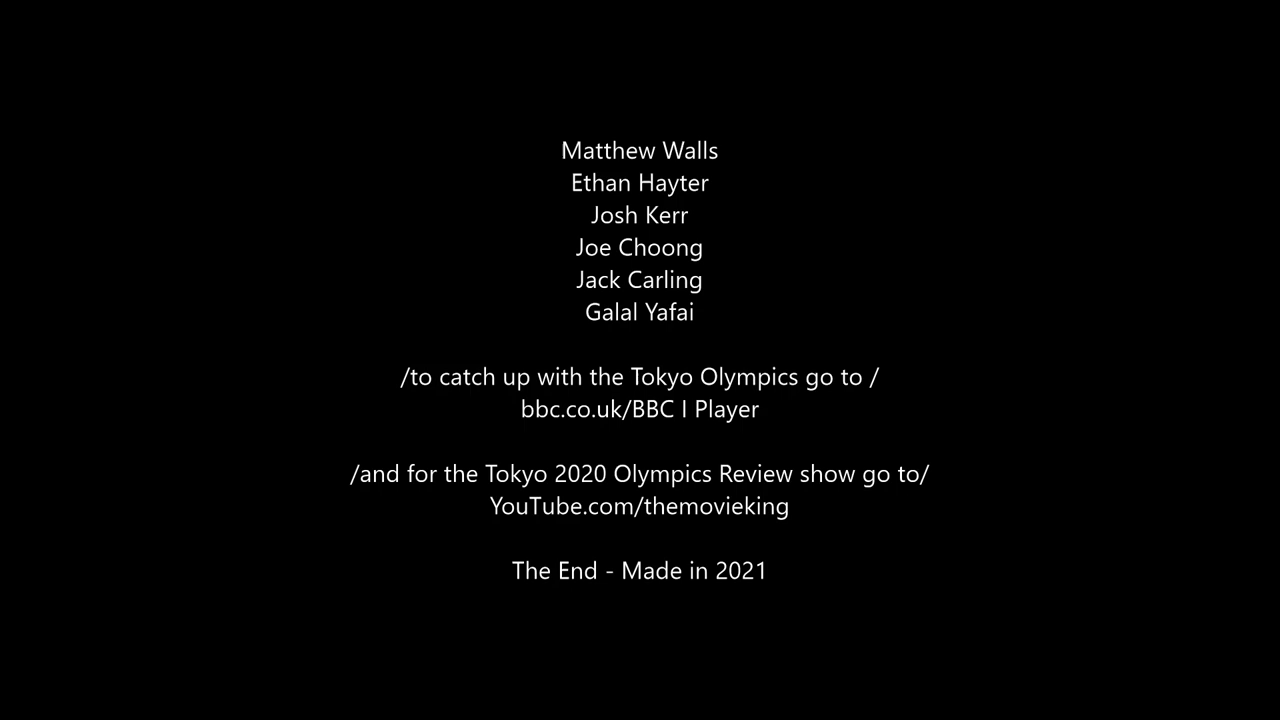 Matthew Walls
Ethan Hayter
Josh Kerr
Joe Choong
Jack Carling
Galal Yafai
/to catch up with the Tokyo Olympics go to /
bbc.co.uk/BBC I Player
/and for the Tokyo 2020 Olympics Review show go to/
YouTube.com/themovieking
The End - Made in 2021